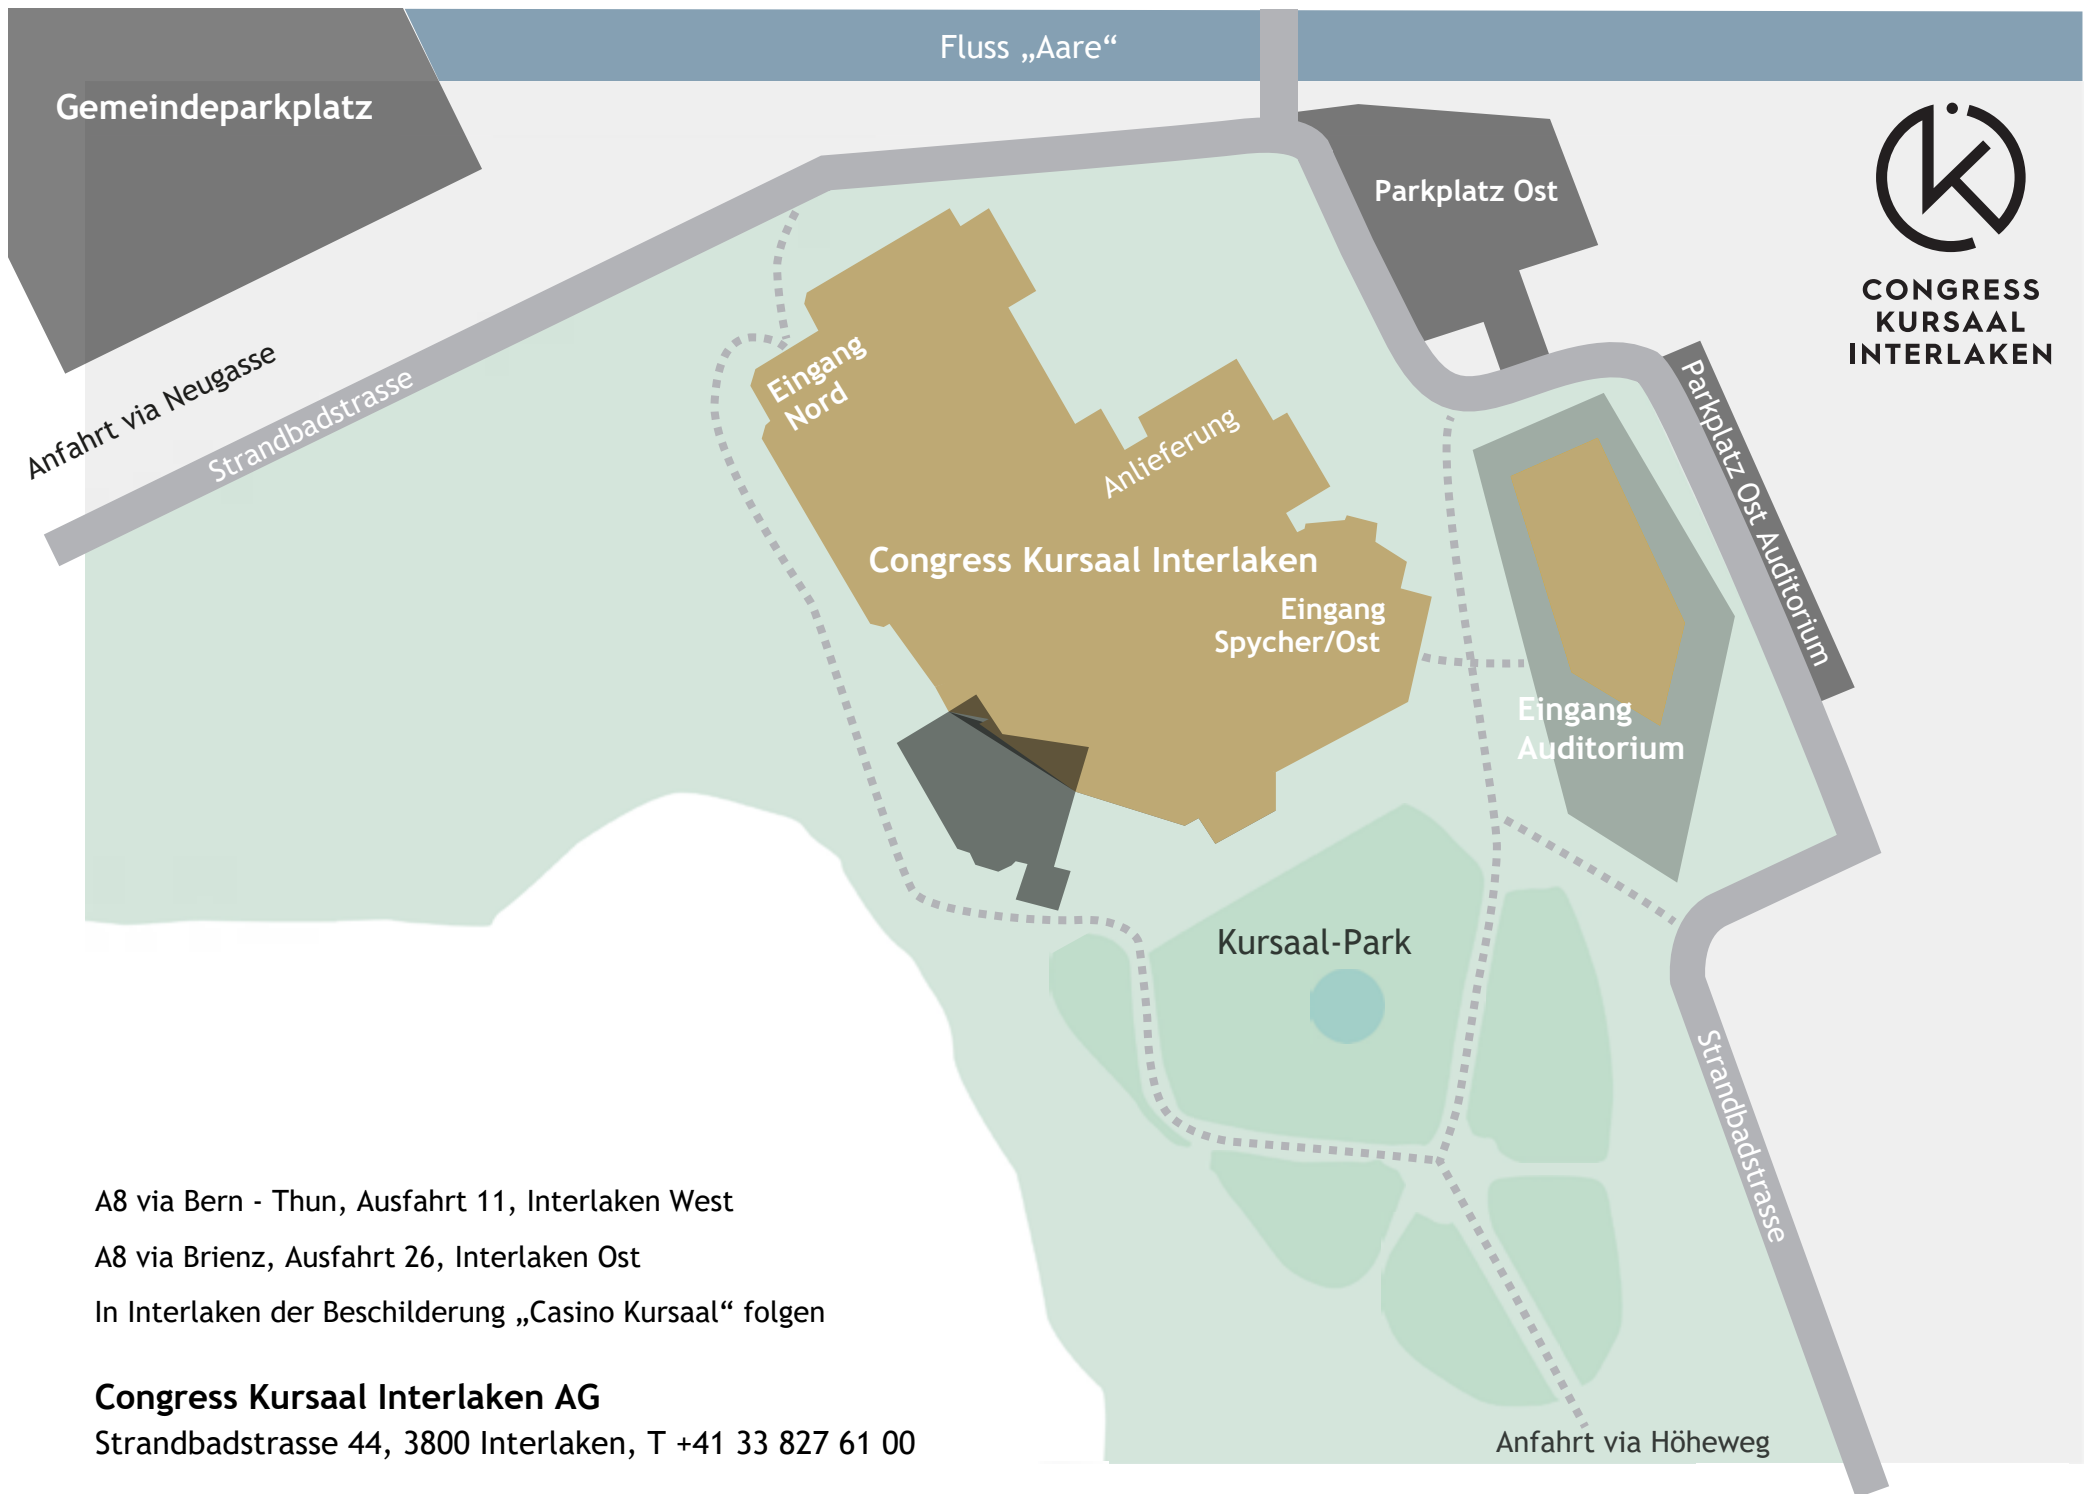 Fluss „Aare“
Gemeindeparkplatz
Parkplatz Ost
CONGRESS
KURSAAL
INTERLAKEN
Anfahrt via Neugasse
Strandbadstrasse
Eingang
Nord
Anlieferung
Parkplatz Ost Auditorium
Congress Kursaal Interlaken
Eingang
Spycher/Ost
Eingang
Auditorium
Kursaal-Park
Strandbadstrasse
A8 via Bern - Thun, Ausfahrt 11, Interlaken West
A8 via Brienz, Ausfahrt 26, Interlaken Ost
In Interlaken der Beschilderung „Casino Kursaal“ folgen
Congress Kursaal Interlaken AG
Strandbadstrasse 44, 3800 Interlaken, T +41 33 827 61 00
Anfahrt via Höheweg